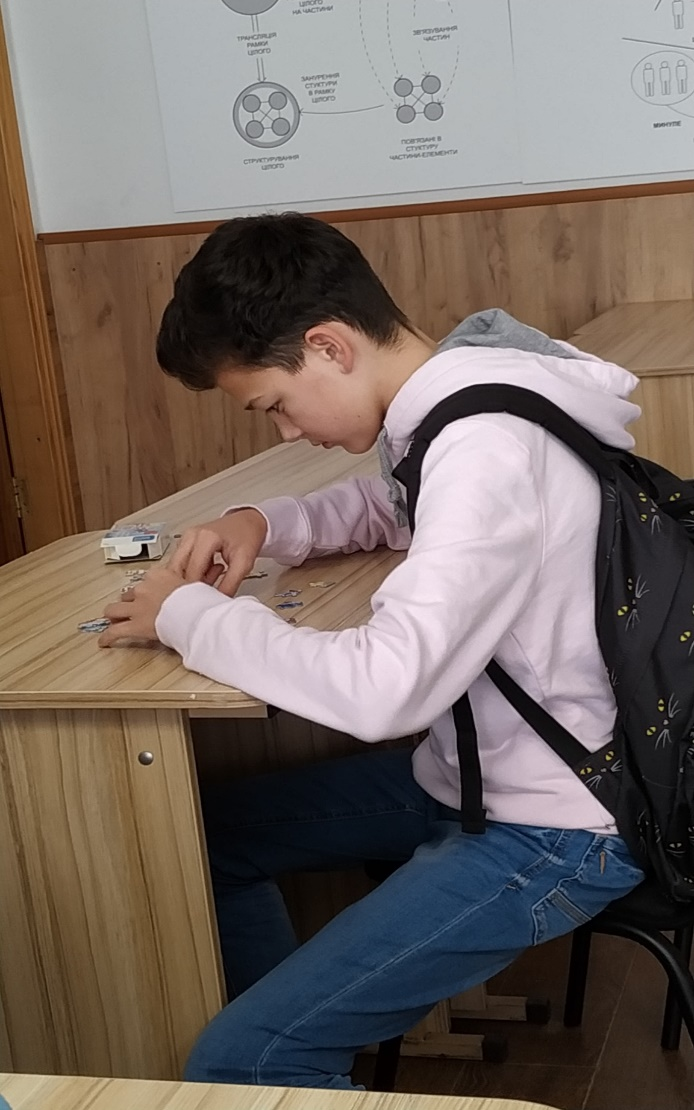 ЦІЛОГО
НА ЧАСТИНИ
ТРАНСЛЯЦІЯ
РАМКИ
ЦІЛОГО
ЗВ'ЯЗУВАННЯ
ЧАСТИН
ЗАНУРЕННЯ
СТУКТУРИ
В РАМКУ
ЦІЛОГО
СТРУКТУРУВАННЯ
ЦІЛОГО
ПОВ'ЯЗАНІ В
СТУКТУРУ
ЧАСТИНИ-ЕЛЕМЕНТИ
МИНУЛЕ